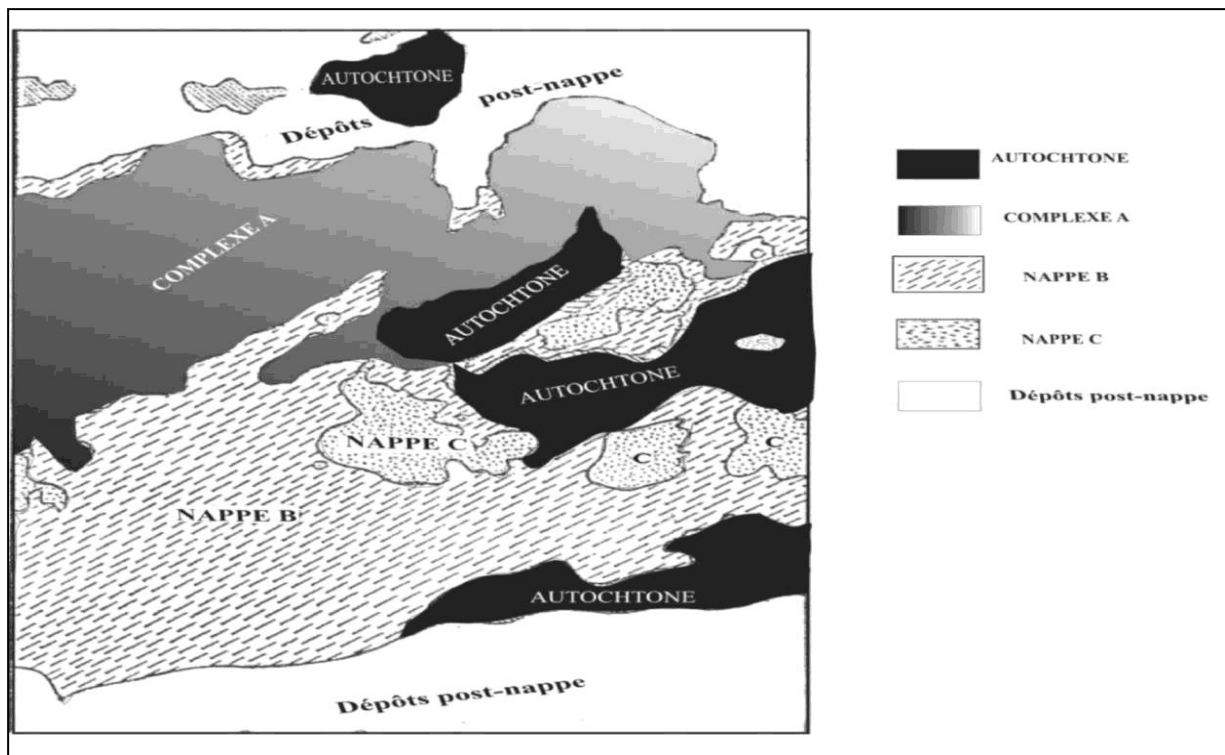 AUTOCHTONE
post-nappe
Dépôts
COMPLEXE A
AUTOCHTONE
AUTOCHTONE
NAPPE C
C
C
NAPPE B
AUTOCHTONE
Dépôts post-nappe
AUTOCHTONE
COMPLEXE A
NAPPE B
NAPPE C
Dépôts post-nappe